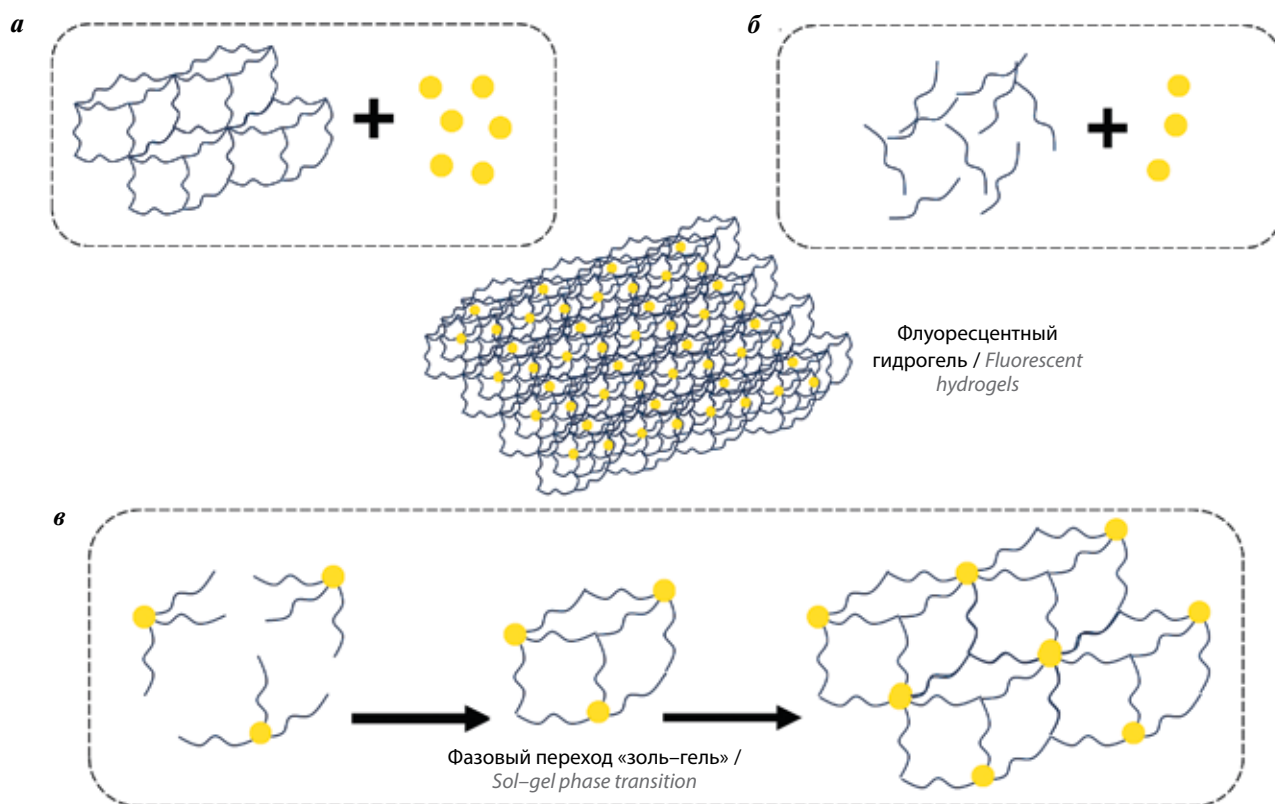 а
б
Флуоресцентный
гидрогель / Fluorescent
hydrogels
в
Фазовый переход «золь–гель» /
Sol–gel phase transition